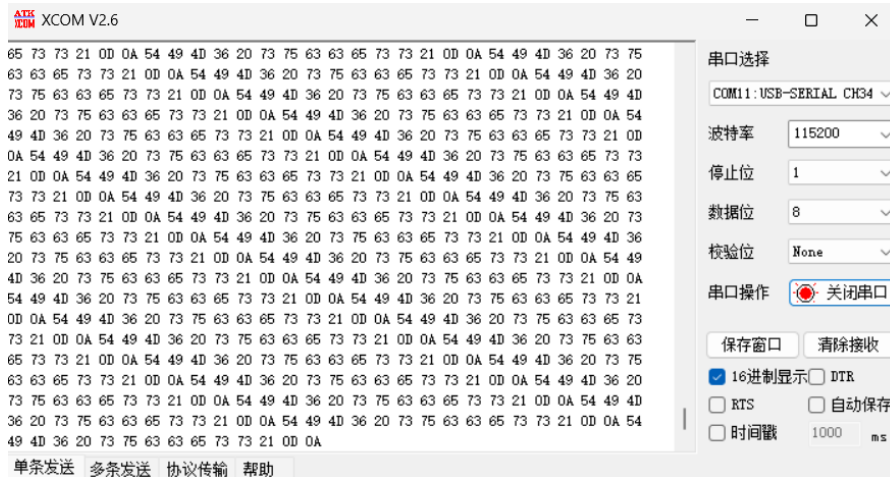 ATK XCOM XCOM V2.6
65 73 73 21 0D 0A 54 49 4D 36 20 73 75 63 63 65 73 73 21 0D 0A 54 49 4D 36 20 73 75
63 63 65 73 73 21 0D 0A 54 49 4D 36 20 73 75 63 63 65 73 73 21 0D 0A 54 49 4D 36 20
73 75 63 63 65 73 73 21 0D 0A 54 49 4D 36 20 73 75 63 63 65 73 73 21 0D 0A 54 49 4D
36 20 73 75 63 63 65 73 73 21 0D 0A 54 49 4D 36 20 73 75 63 63 65 73 73 21 0D 0A 54
49 4D 36 20 73 75 63 63 65 73 73 21 0D 0A 54 49 4D 36 20 73 75 63 63 65 73 73 21 0D
0A 54 49 4D 36 20 73 75 63 63 65 73 73 21 0D 0A 54 49 4D 36 20 73 75 63 63 65 73 73
21 0D 0A 54 49 4D 36 20 73 75 63 63 65 73 73 21 0D 0A 54 49 4D 36 20 73 75 63 63 65
73 73 21 0D 0A 54 49 4D 36 20 73 75 63 63 65 73 73 21 0D 0A 54 49 4D 36 20 73 75 63
63 65 73 73 21 0D 0A 54 49 4D 36 20 73 75 63 63 65 73 73 21 0D 0A 54 49 4D 36 20 73
75 63 63 65 73 73 21 0D 0A 54 49 4D 36 20 73 75 63 63 65 73 73 21 0D 0A 54 49 4D 36
20 73 75 63 63 65 73 73 21 0D 0A 54 49 4D 36 20 73 75 63 63 65 73 73 21 0D 0A 54 49
4D 36 20 73 75 63 63 65 73 73 21 0D 0A 54 49 4D 36 20 73 75 63 63 65 73 73 21 0D 0A
54 49 4D 36 20 73 75 63 63 65 73 73 21 0D 0A 54 49 4D 36 20 73 75 63 63 65 73 73 21
0D 0A 54 49 4D 36 20 73 75 63 63 65 73 73 21 0D 0A 54 49 4D 36 20 73 75 63 63 65 73
73 21 0D 0A 54 49 4D 36 20 73 75 63 63 65 73 73 21 0D 0A 54 49 4D 36 20 73 75 63 63
65 73 73 21 0D 0A 54 49 4D 36 20 73 75 63 63 65 73 73 21 0D 0A 54 49 4D 36 20 73 75
63 63 65 73 73 21 0D 0A 54 49 4D 36 20 73 75 63 63 65 73 73 21 0D 0A 54 49 4D 36 20
73 75 63 63 65 73 73 21 0D 0A 54 49 4D 36 20 73 75 63 63 65 73 73 21 0D 0A 54 49 4D
36 20 73 75 63 63 65 73 73 21 0D 0A 54 49 4D 36 20 73 75 63 63 65 73 73 21 0D 0A 54
49 4D 36 20 73 75 63 63 65 73 73 21 0D 0A
串口选择
COM11:USB-SERIAL CH34
波特率 115200
停止位 1
数据位 8
校验位 None
串口操作 关闭串口
保存窗口 清除接收
16进制显示 DTR
RTS 自动保存
时间戳 1000 ms
单条发送 多条发送 协议传输 帮助